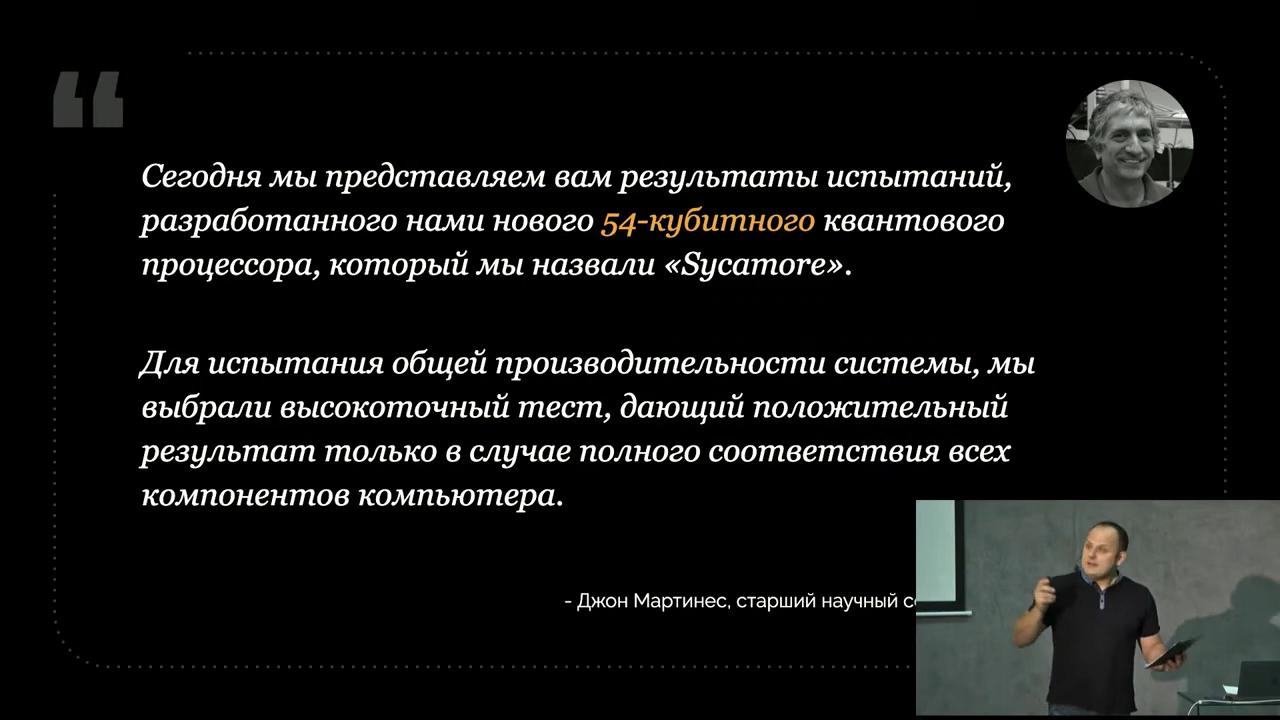 Сегодня мы представляем вам результаты испытаний,
разработанного нами нового 54-кубитного квантового
процессора, который мы назвали «Sycamore».
Для испытания общей производительности системы, мы
выбрали высокоточный тест, дающий положительный
результат только в случае полного соответствия всех
компонентов компьютера.
- Джон Мартинес, старший научный